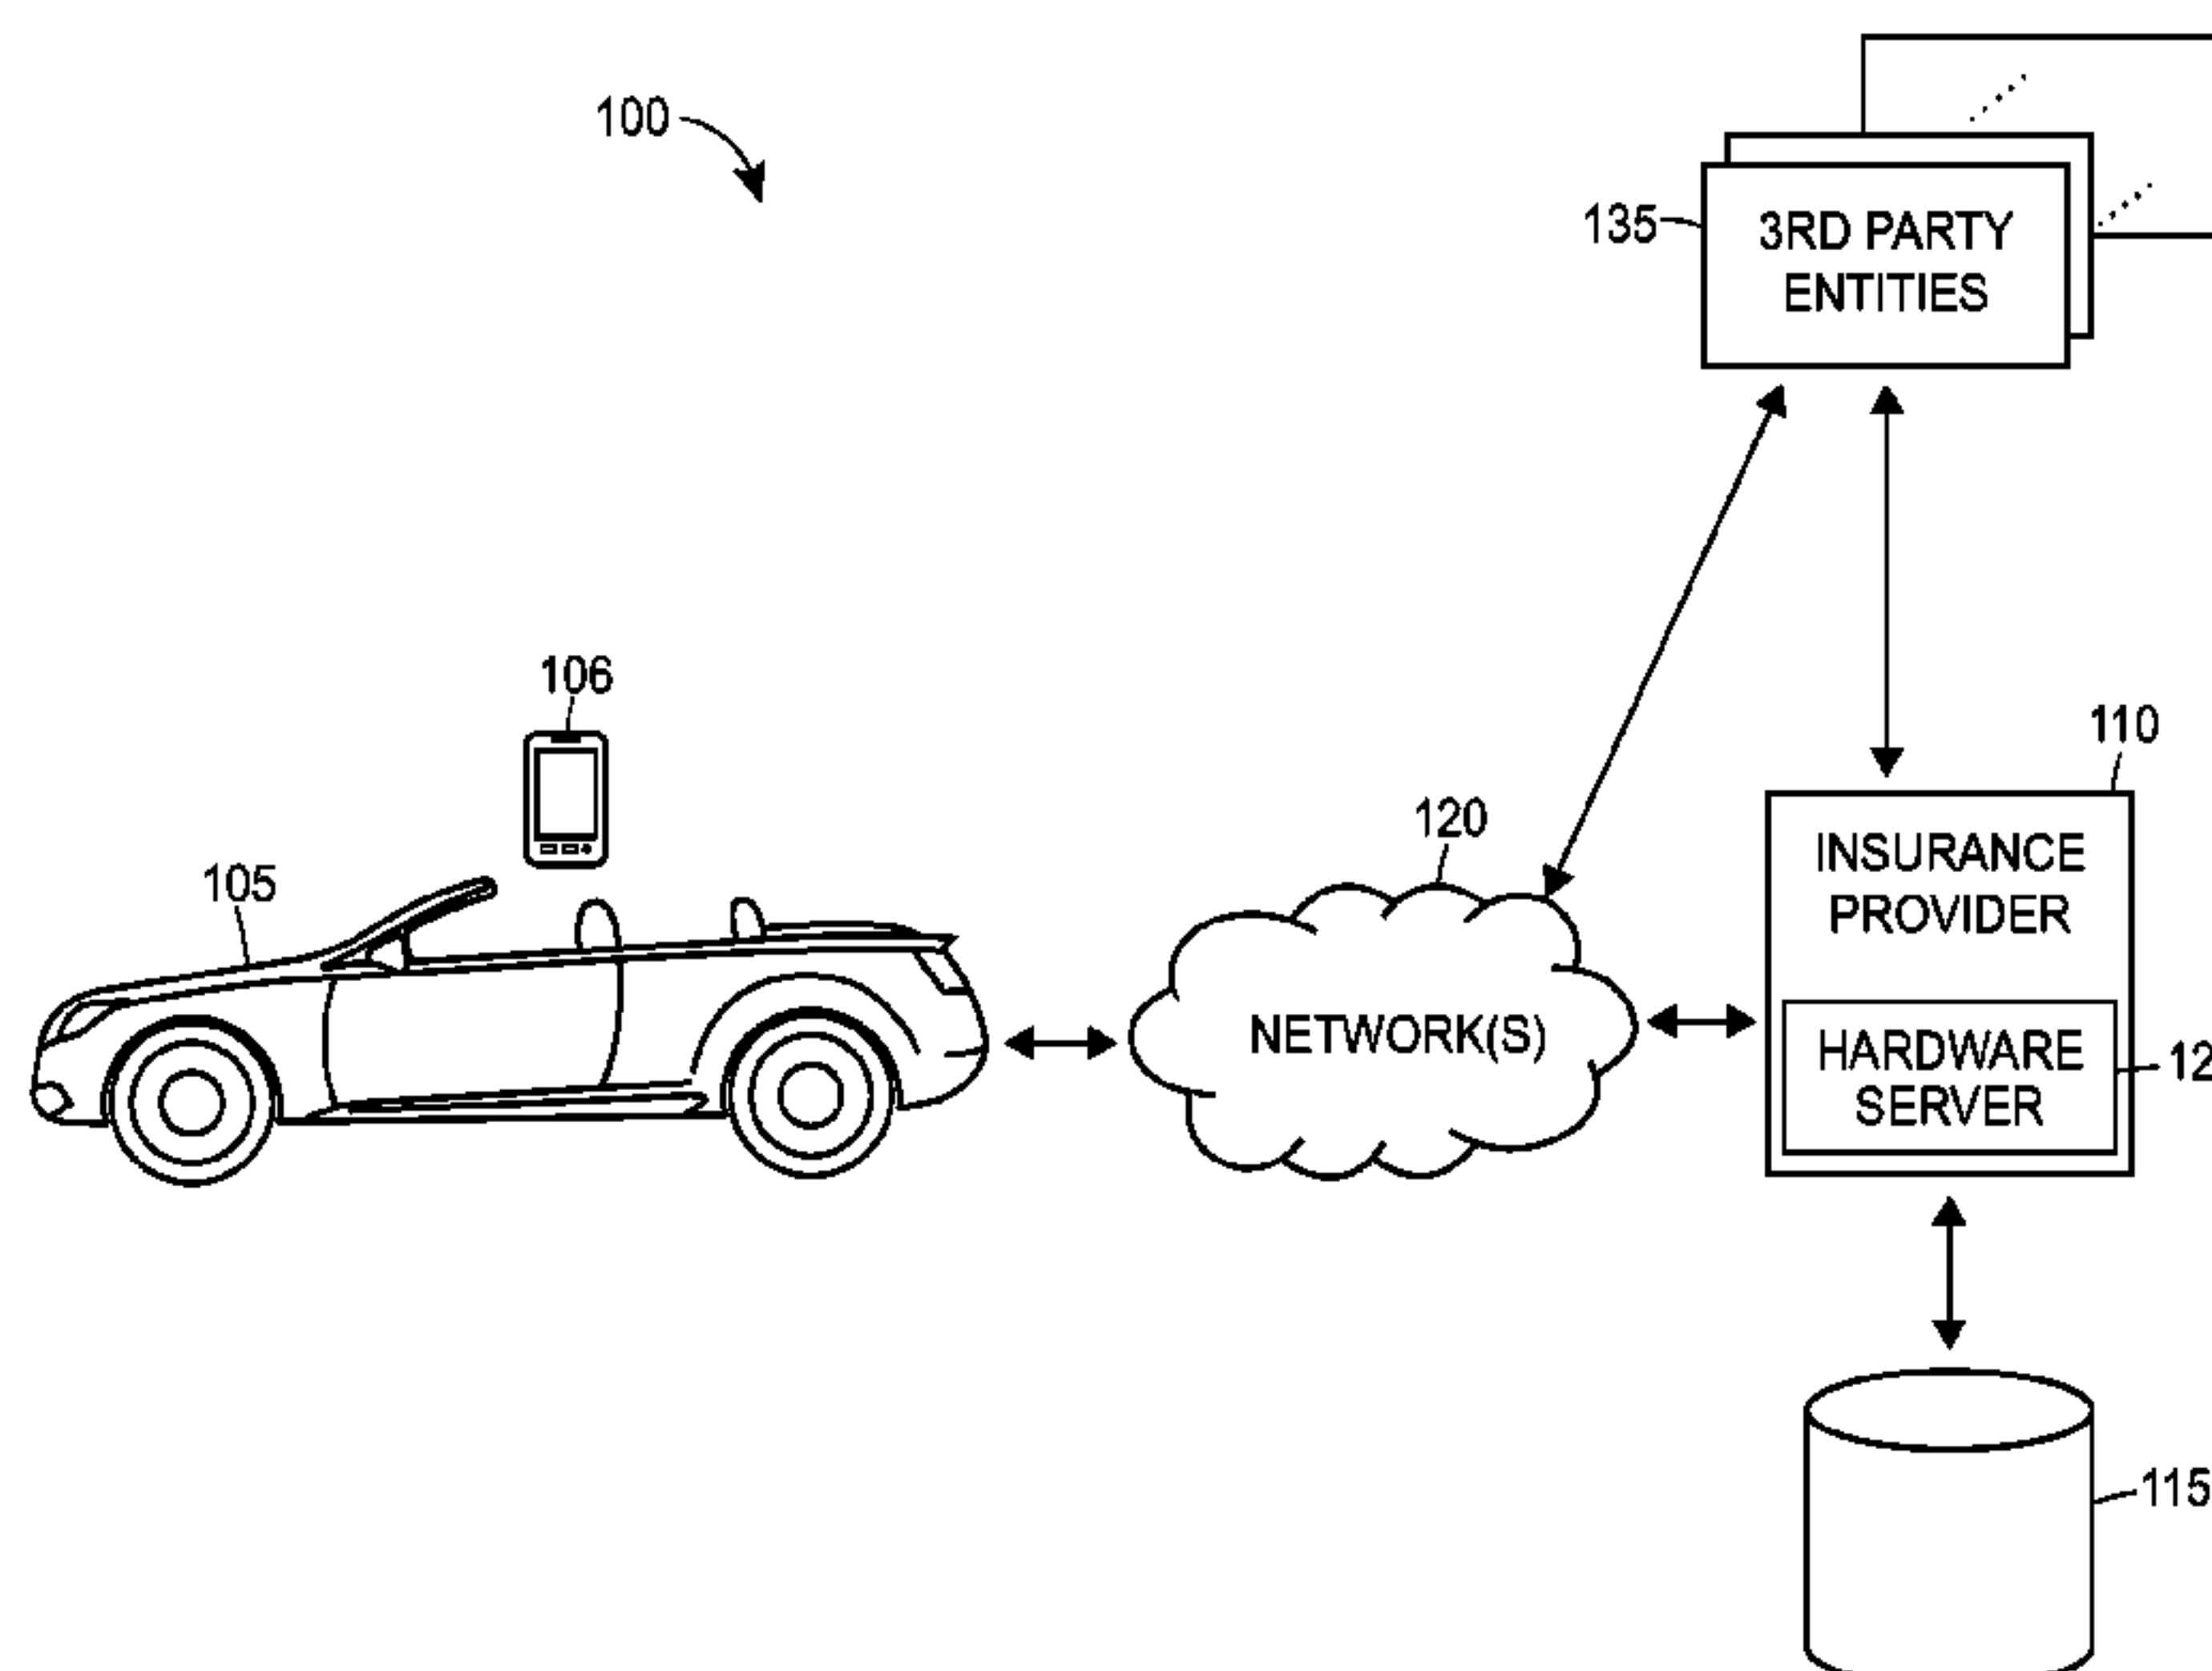 100
135
3RD PARTY
ENTITIES
106
110
105
120
INSURANCE
PROVIDER
NETWORK(S)
HARDWARE
SERVER
115